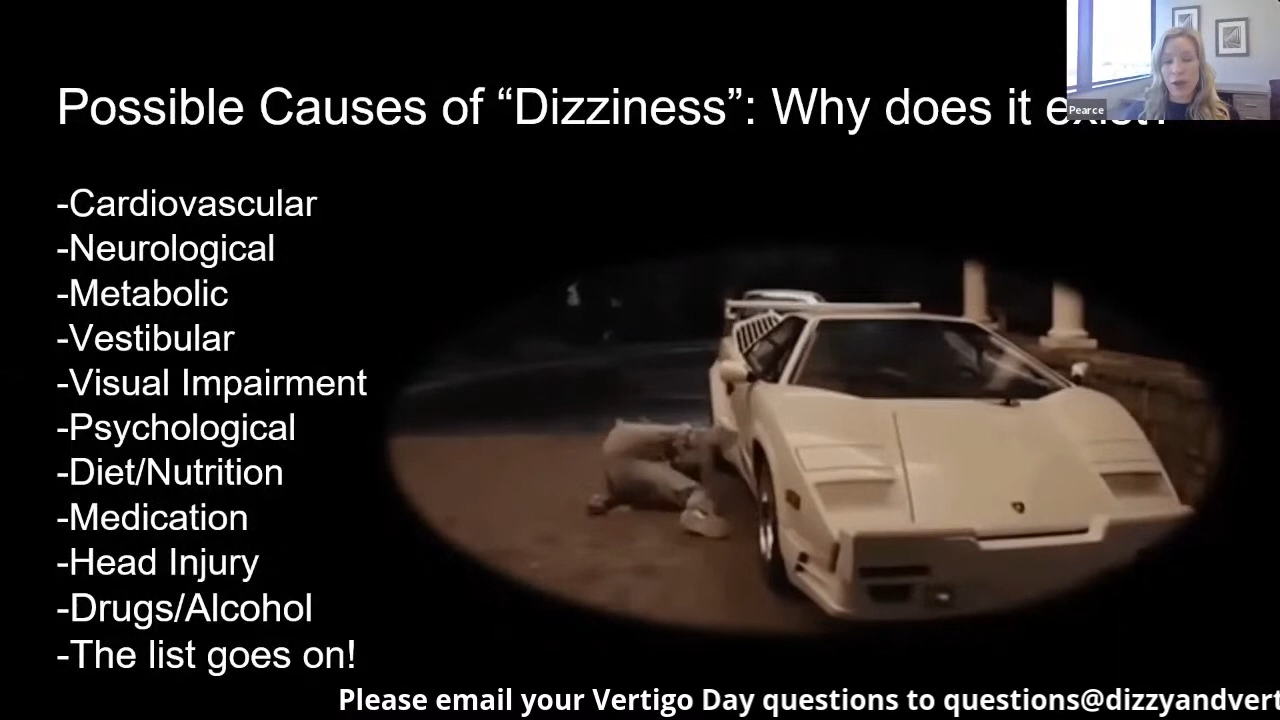 Possible Causes of “Dizziness”: Why does it exist?
Pearce
-Cardiovascular
-Neurological
-Metabolic
-Vestibular
-Visual Impairment
-Psychological
-Diet/Nutrition
-Medication
-Head Injury
-Drugs/Alcohol
-The list goes on!
Please email your Vertigo Day questions to questions@dizzyandvert